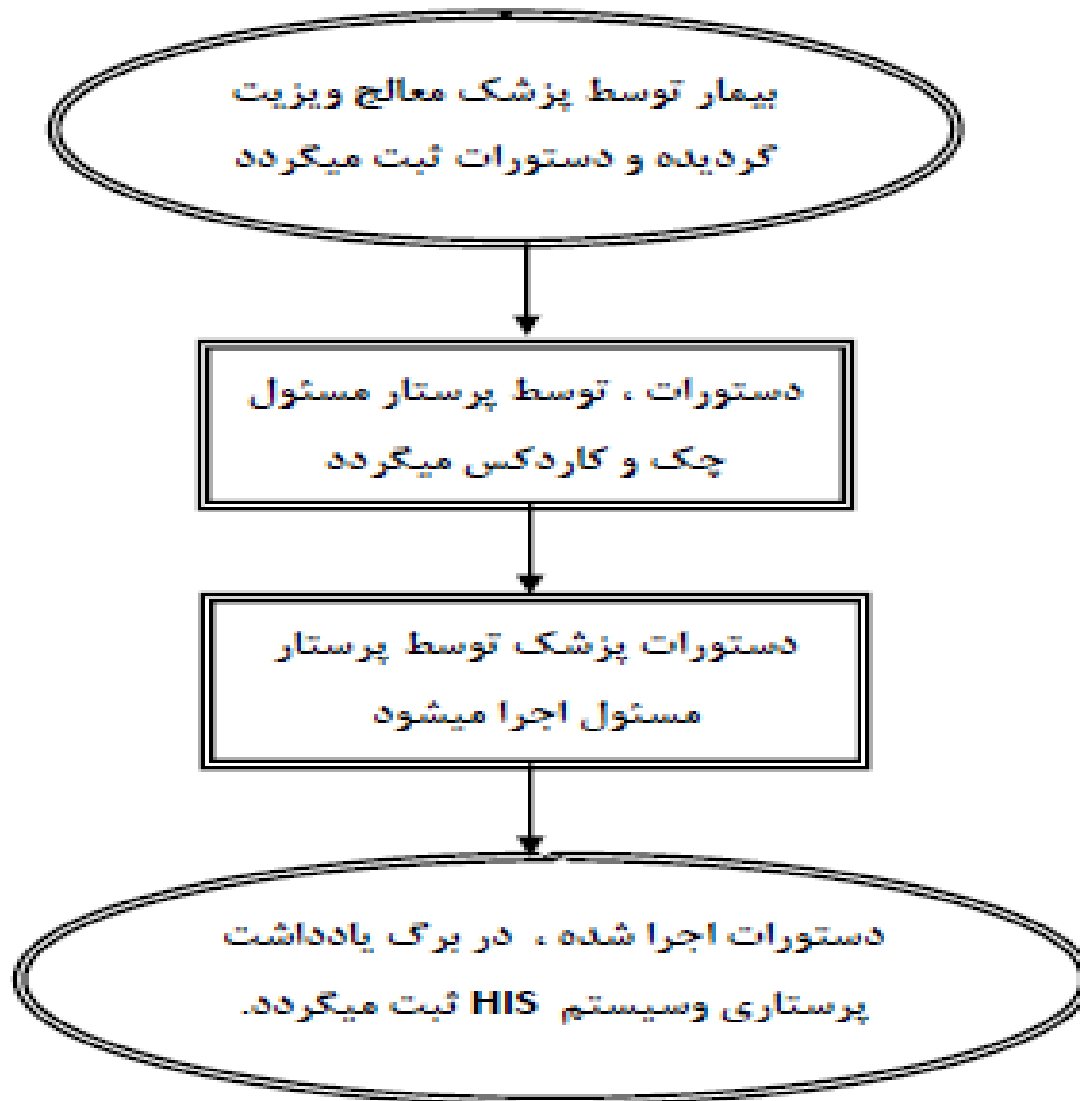 بیمار توسط پزشک معالج ویزیت
گردیده و دستورات ثبت میگردد
دستورات ، توسط پرستار مسئول
چک و کاردکس میگردد
دستورات پزشک توسط پرستار
مسئول اجرا میشود
دستورات اجرا شده ، در برگ یادداشت
پرستاری وسیستم HIS ثبت میگردد.